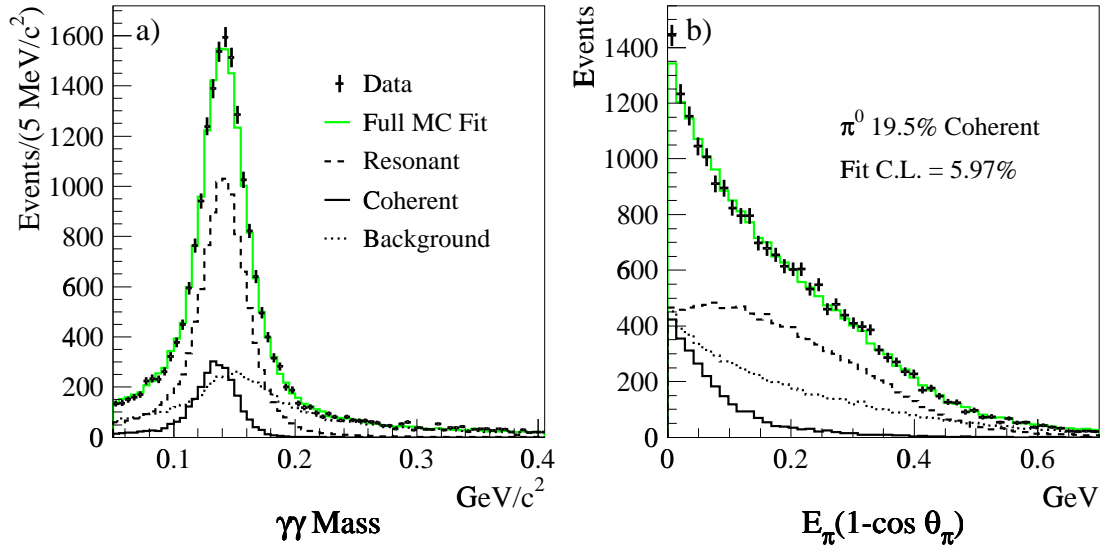 a)
Events/(5 MeV/c²)
1600
1400
1200
1000
800
600
400
200
0
Data
Full MC Fit
Resonant
Coherent
Background
0.1
0.2
0.3
0.4
GeV/c²
γγ Mass
b)
Events
1400
1200
1000
800
600
400
200
0
π⁰ 19.5% Coherent
Fit C.L. = 5.97%
0
0.2
0.4
0.6
GeV
E_π(1-cos θ_π)